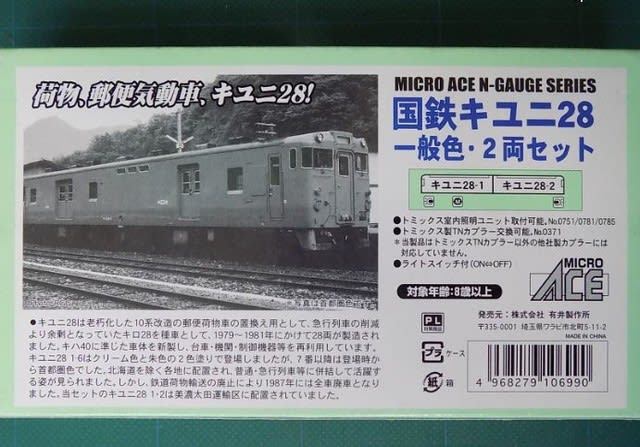 荷物、郵便気動車、キユニ28!
＊写真は首都圏色です。
MICRO ACE N-GAUGE SERIES
国鉄キユニ28
一般色・2両セット
キユニ28-1 キユニ28-2
●トミックス室内照明ユニット取付可能。No.0751/0781/0785
●トミックス製TNカプラー交換可能。No.0371
＊当製品はトミックスTNカプラー以外の他社製カプラーには
対応していません。
●ライトスイッチ付(ON⇔OFF)
対象年齢:8歳以上
MICRO
ACE
●キユニ28は老朽化した10系改造の郵便荷物車の置換え用として、急行列車の削減
より余剰となっていたキロ28を種車として、1979〜1981年にかけて28両が製造され
ました。キハ40に準じた車体を新製し、台車・機関・制御機器等を再利用しています。
キユニ28 1-6はクリーム色と朱色の2色塗りで登場しましたが、7番以降は登場時か
ら首都圏色でした。北海道を除く各地に配置され、普通・急行列車等に併結して活躍す
る姿が見られました。しかし、鉄道荷物輸送の廃止により1987年には全車廃車となり
ました。当セットのキユニ28 1・2は美濃太田運輸区に配置されていました。
PL
対策商品
プラ ケース
紙 箱
発売元:株式会社 有井製作所
〒335-0001 埼玉県ワラビ市北町5-11-2
MADE IN CHINA
4 968279 106990